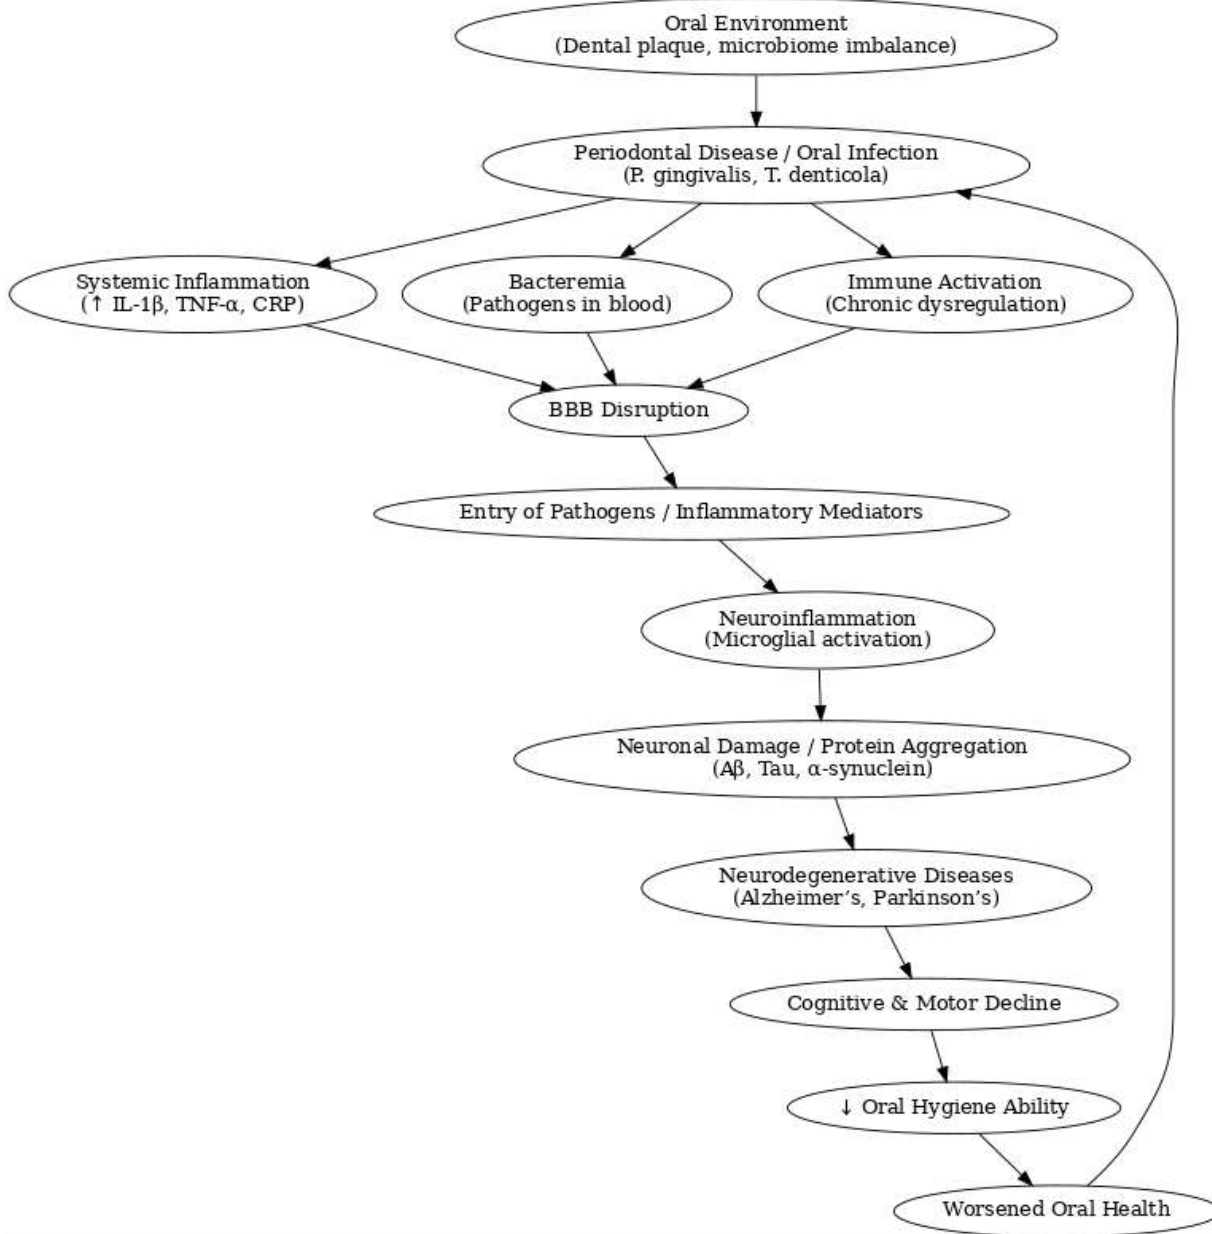 Oral Environment
(Dental plaque, microbiome imbalance)
Periodontal Disease / Oral Infection
(P. gingivalis, T. denticola)
Systemic Inflammation
(↑ IL-1β, TNF-α, CRP)
Bacteremia
(Pathogens in blood)
Immune Activation
(Chronic dysregulation)
BBB Disruption
Entry of Pathogens / Inflammatory Mediators
Neuroinflammation
(Microglial activation)
Neuronal Damage / Protein Aggregation
(Aβ, Tau, α-synuclein)
Neurodegenerative Diseases
(Alzheimer’s, Parkinson’s)
Cognitive & Motor Decline
↓ Oral Hygiene Ability
Worsened Oral Health